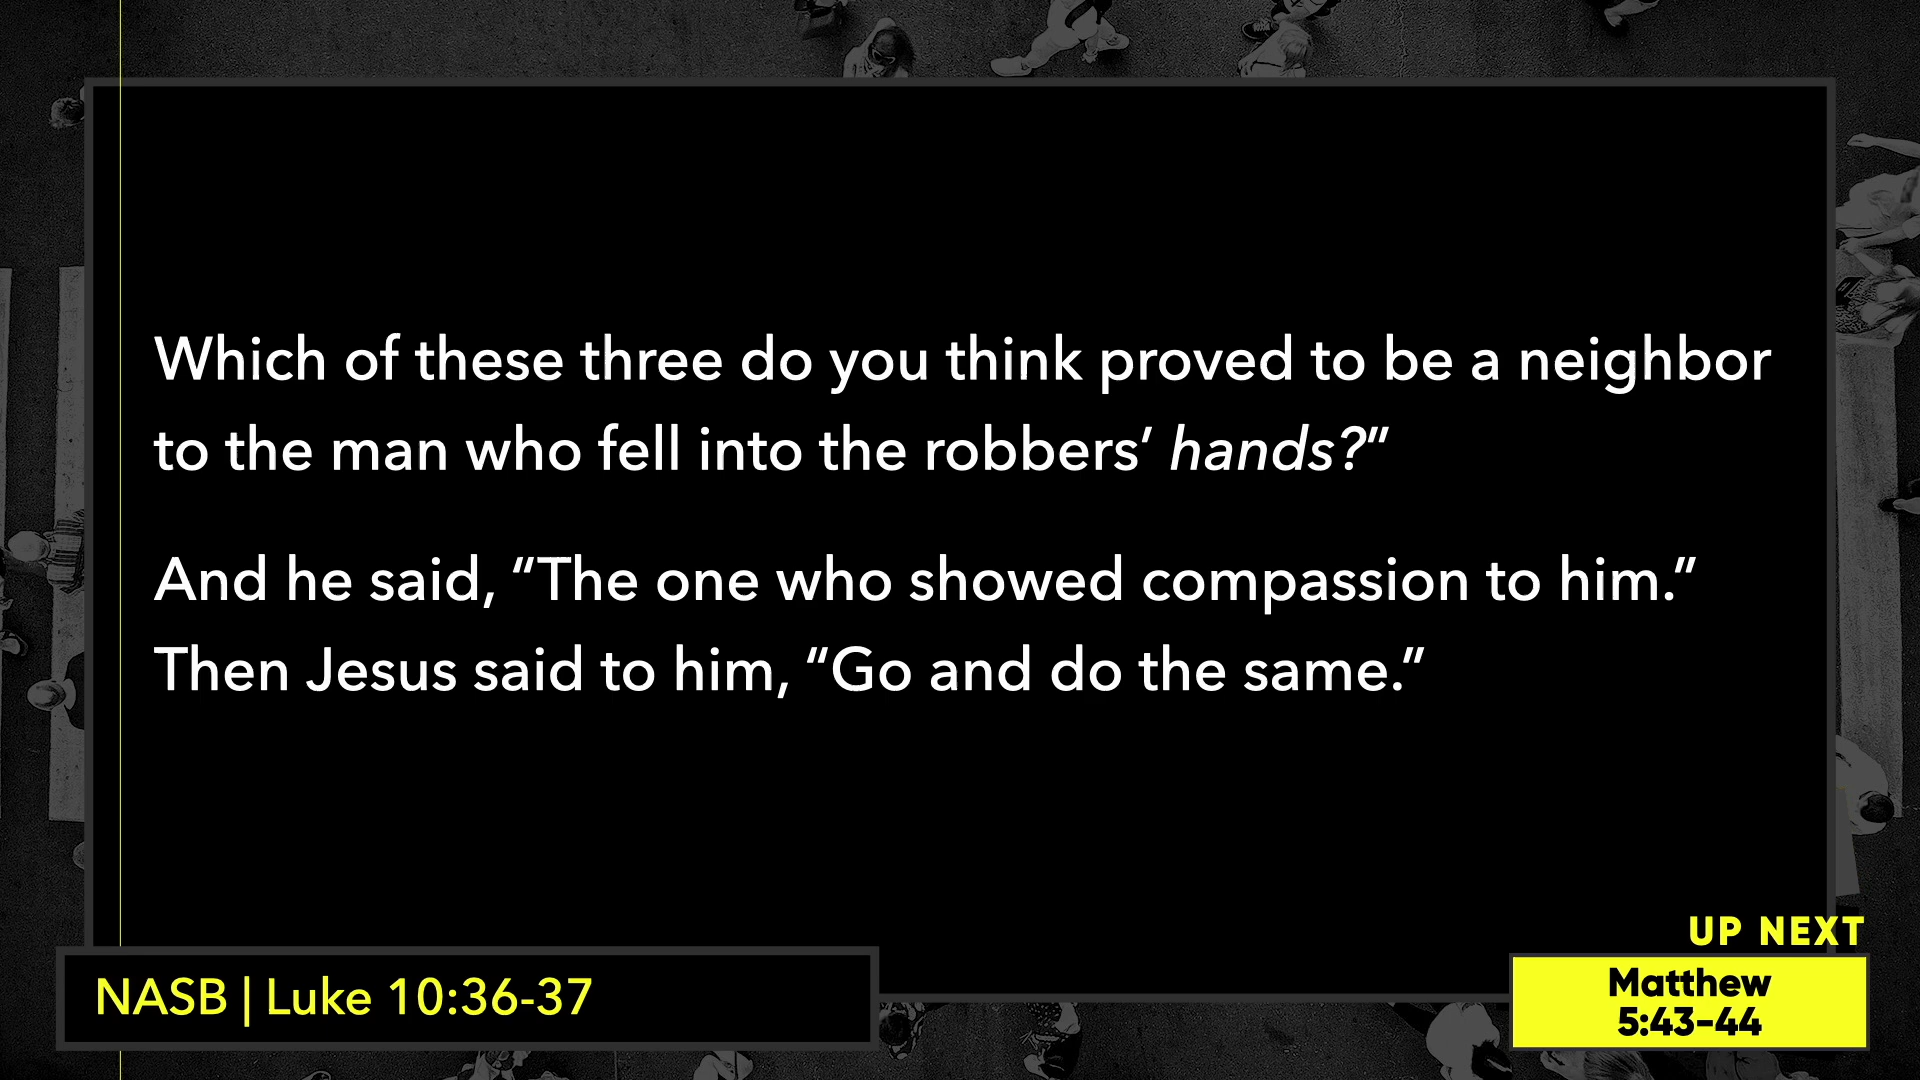 Which of these three do you think proved to be a neighbor
to the man who fell into the robbers’ hands?”
And he said, “The one who showed compassion to him.”
Then Jesus said to him, “Go and do the same.”
NASB | Luke 10:36-37
UP NEXT
Matthew
5:43-44